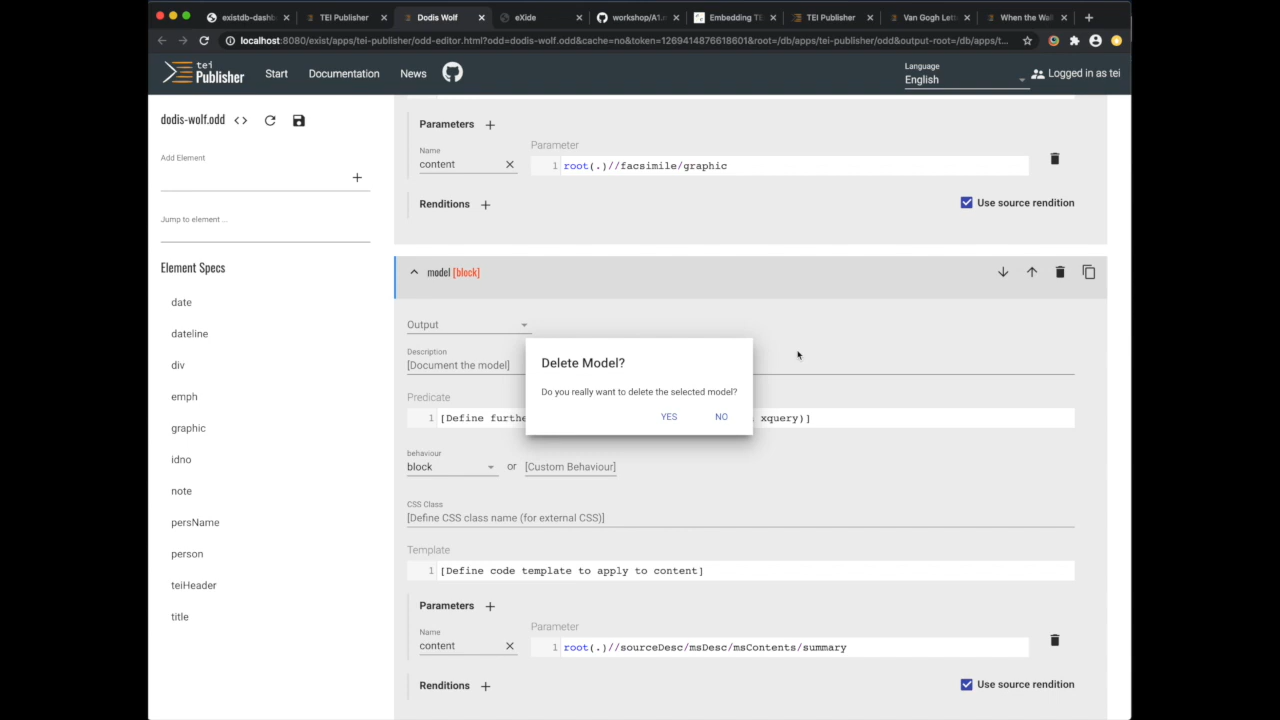 existdb-dashb
TEI Publisher
Dodis Wolf
eXide
workshop/A1.m
Embedding TE
TEI Publisher
Van Gogh Lett
When the Wa
localhost:8080/exist/apps/tei-publisher/odd-editor.html?odd=dodis-wolf.odd&cache=no&token=1269414876618601&root=/db/apps/tei-publisher/odd&output-root=/db/apps/t...
tei Publisher
Start
Documentation
News
Language
English
Logged in as tei
dodis-wolf.odd
Add Element
Jump to element ...
Element Specs
date
dateline
div
emph
graphic
idno
note
persName
person
teiHeader
title
Parameters
Name
Parameter
content
1 root(.)//facsimile/graphic
Renditions
Use source rendition
model [block]
Output
Description
[Document the model]
Predicate
1 [Define furthe
xquery)]
Delete Model?
Do you really want to delete the selected model?
YES NO
behaviour
block or [Custom Behaviour]
CSS Class
[Define CSS class name (for external CSS)]
Template
1 [Define code template to apply to content]
Parameters
Name
Parameter
content
1 root(.)//sourceDesc/msDesc/msContents/summary
Renditions
Use source rendition